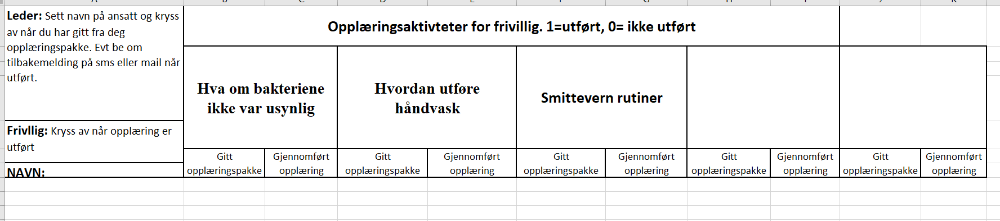 Leder: Sett navn på ansatt og kryss
av når du har gitt fra deg
opplæringspakke. Evt be om
tilbakemelding på sms eller mail når
utført.
Opplæringsaktivteter for frivillig. 1=utført, 0= ikke utført
Hva om bakteriene
ikke var usynlig
Hvordan utføre
håndvask
Smittevern rutiner
Frivllig: Kryss av når opplæring er
utført
NAVN:
Gitt
opplæringspakke
Gjennomført
opplæring
Gitt
opplæringspakke
Gjennomført
opplæring
Gitt
opplæringspakke
Gjennomført
opplæring
Gitt
opplæringspakke
Gjennomført
opplæring
Gitt
opplæringspakke
Gjennomført
opplæring